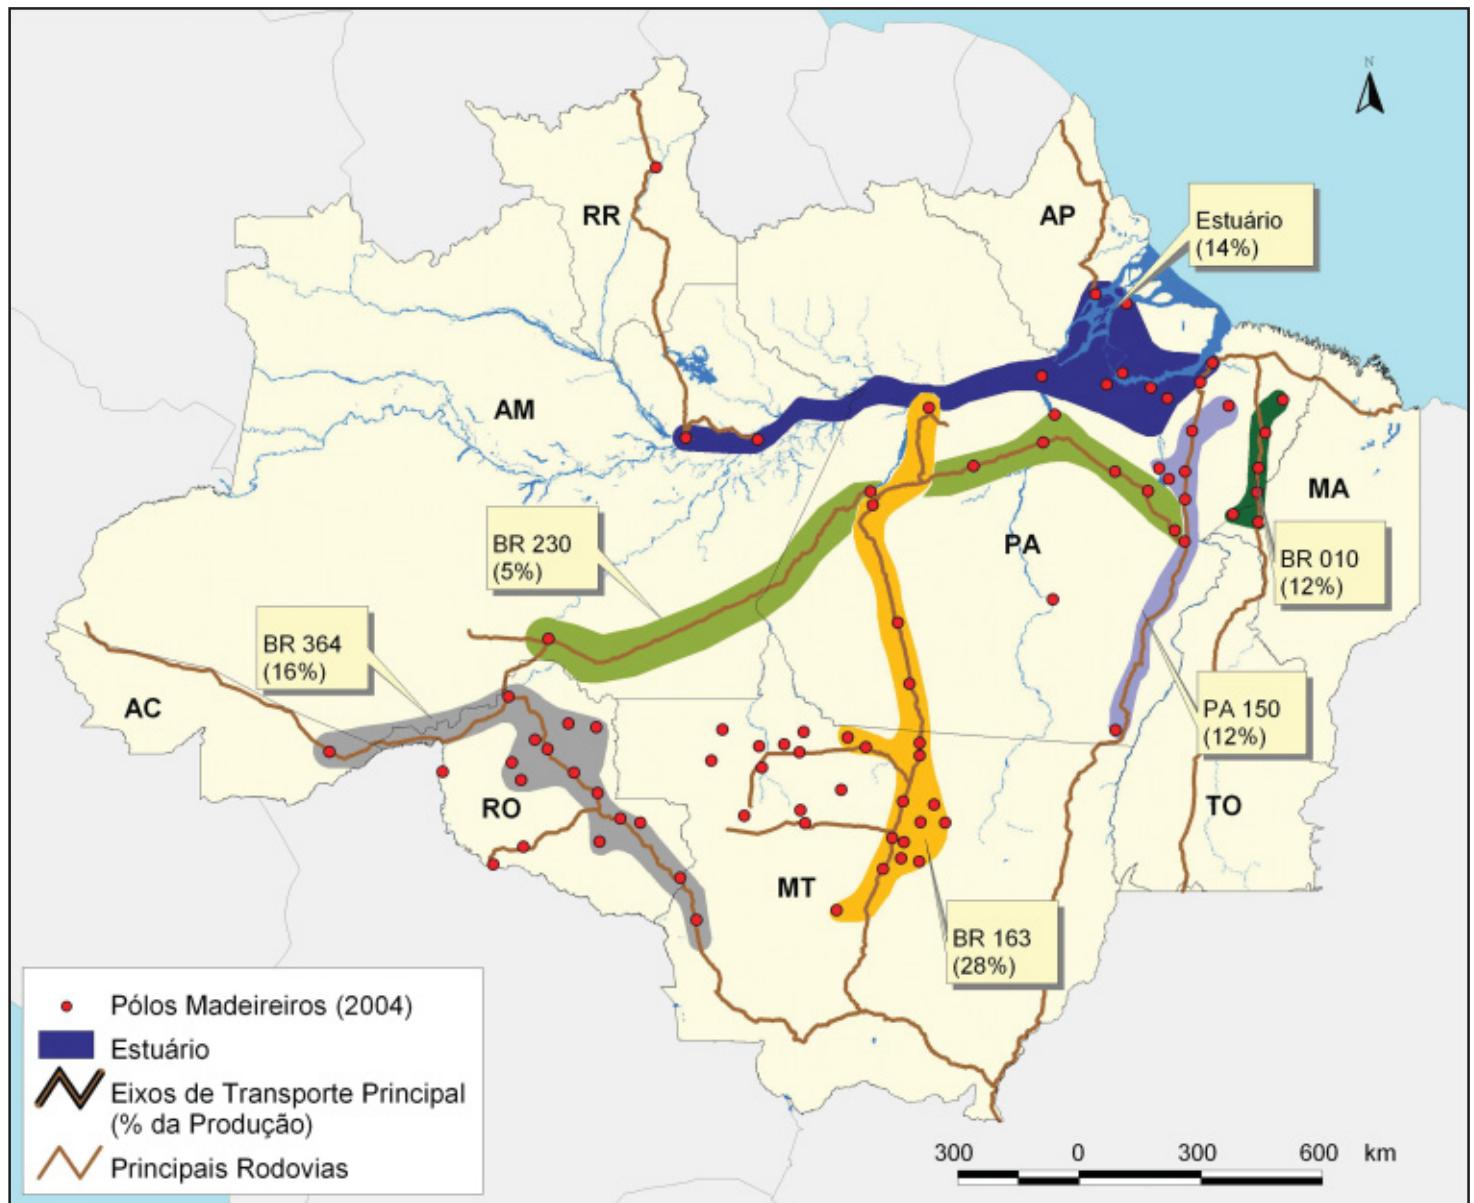 N
RR
AP
Estuário
(14%)
AM
MA
BR 230
(5%)
PA
BR 010
(12%)
BR 364
(16%)
AC
PA 150
(12%)
RO
TO
MT
BR 163
(28%)
Pólos Madeireiros (2004)
Estuário
Eixos de Transporte Principal
(% da Produção)
Principais Rodovias
300 0 300 600 km